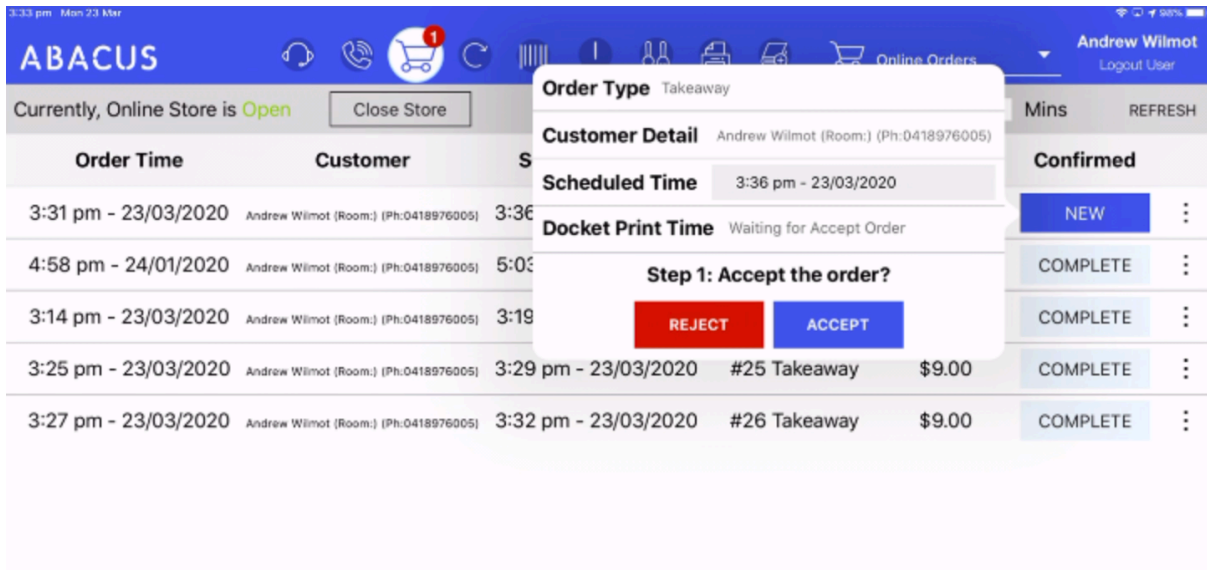 3:33 pm Mon 23 Mar 98%
ABACUS 1 Online Orders Andrew Wilmot
Logout User
Currently, Online Store is Open Close Store Mins REFRESH
Order Time Customer S Confirmed
3:31 pm - 23/03/2020 Andrew Wilmot (Room:) (Ph:0418976005) 3:36 NEW
4:58 pm - 24/01/2020 Andrew Wilmot (Room:) (Ph:0418976005) 5:03 COMPLETE
3:14 pm - 23/03/2020 Andrew Wilmot (Room:) (Ph:0418976005) 3:19 COMPLETE
3:25 pm - 23/03/2020 Andrew Wilmot (Room:) (Ph:0418976005) 3:29 pm - 23/03/2020 #25 Takeaway $9.00 COMPLETE
3:27 pm - 23/03/2020 Andrew Wilmot (Room:) (Ph:0418976005) 3:32 pm - 23/03/2020 #26 Takeaway $9.00 COMPLETE
Order Type Takeaway
Customer Detail Andrew Wilmot (Room:) (Ph:0418976005)
Scheduled Time 3:36 pm - 23/03/2020
Docket Print Time Waiting for Accept Order
Step 1: Accept the order?
REJECT ACCEPT